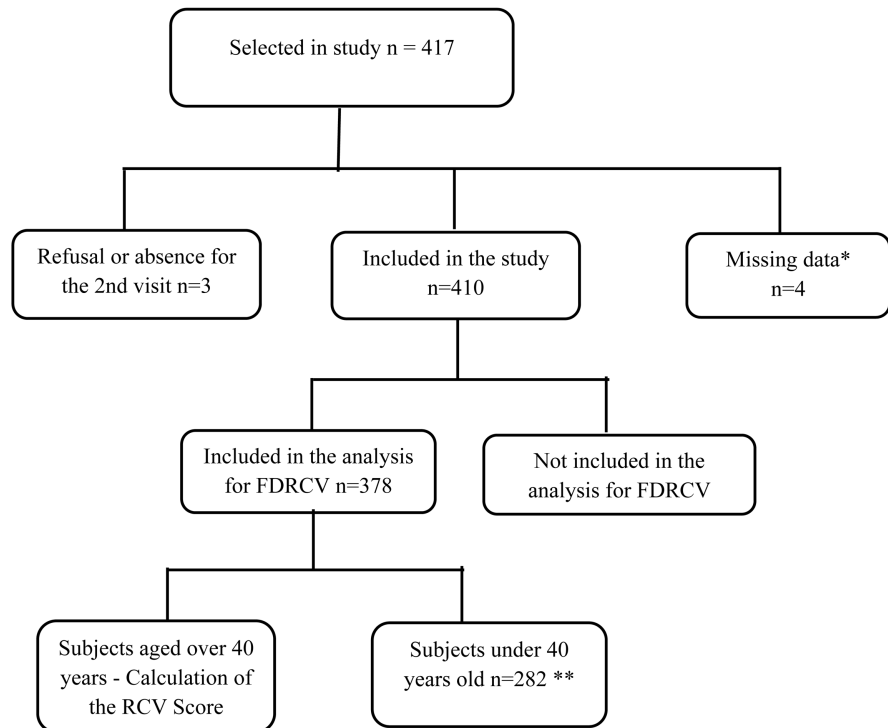 Selected in study n = 417
Refusal or absence for
the 2nd visit n=3
Included in the study
n=410
Missing data*
n=4
Included in the analysis
for FDRCV n=378
Not included in the
analysis for FDRCV
Subjects aged over 40
years - Calculation of
the RCV Score
Subjects under 40
years old n=282 **